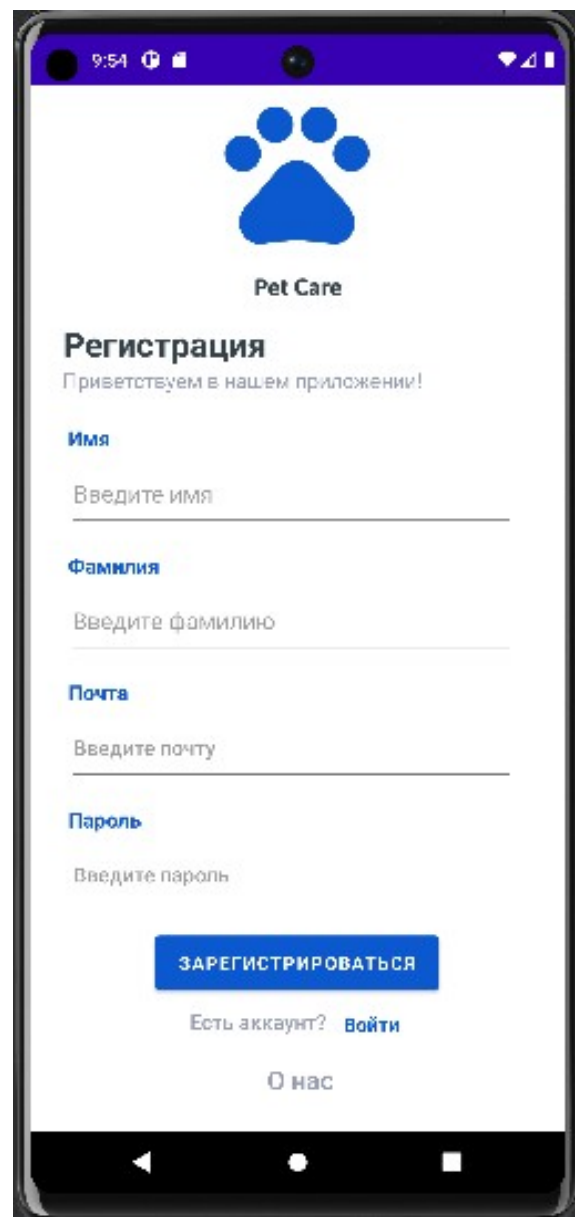 9:54
Pet Care
Регистрация
Приветствуем в нашем приложении!
Имя
Введите имя
Фамилия
Введите фамилию
Почта
Введите почту
Пароль
Введите пароль
ЗАРЕГИСТРИРОВАТЬСЯ
Есть аккаунт? Войти
О нас